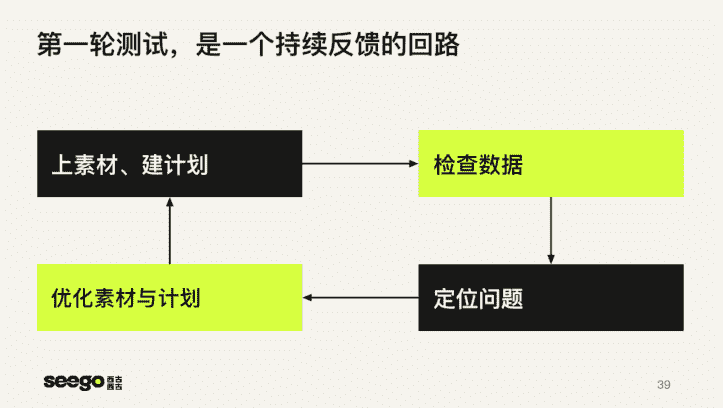 第一轮测试，是一个持续反馈的回路
上素材、建计划
检查数据
优化素材与计划
定位问题
seego
39